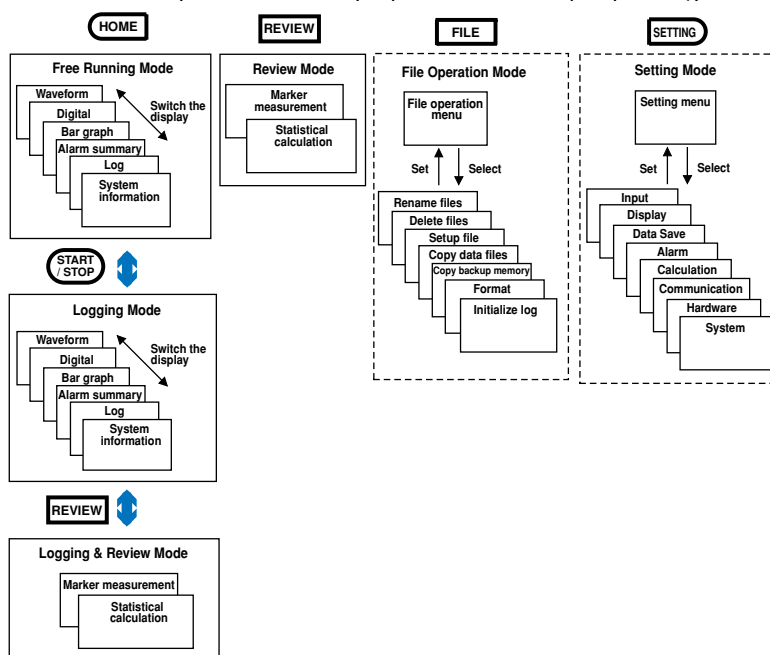 HOME
REVIEW
FILE
SETTING
Free Running Mode
Waveform
Digital
Bar graph
Alarm summary
Log
System
information
Switch the
display
Review Mode
Marker
measurement
Statistical
calculation
File Operation Mode
File operation
menu
Set
Select
Rename files
Delete files
Setup file
Copy data files
Copy backup memory
Format
Initialize log
Setting Mode
Setting menu
Set
Select
Input
Display
Data Save
Alarm
Calculation
Communication
Hardware
System
START
/ STOP
Logging Mode
Waveform
Digital
Bar graph
Alarm summary
Log
System
information
Switch the
display
REVIEW
Logging & Review Mode
Marker measurement
Statistical
calculation